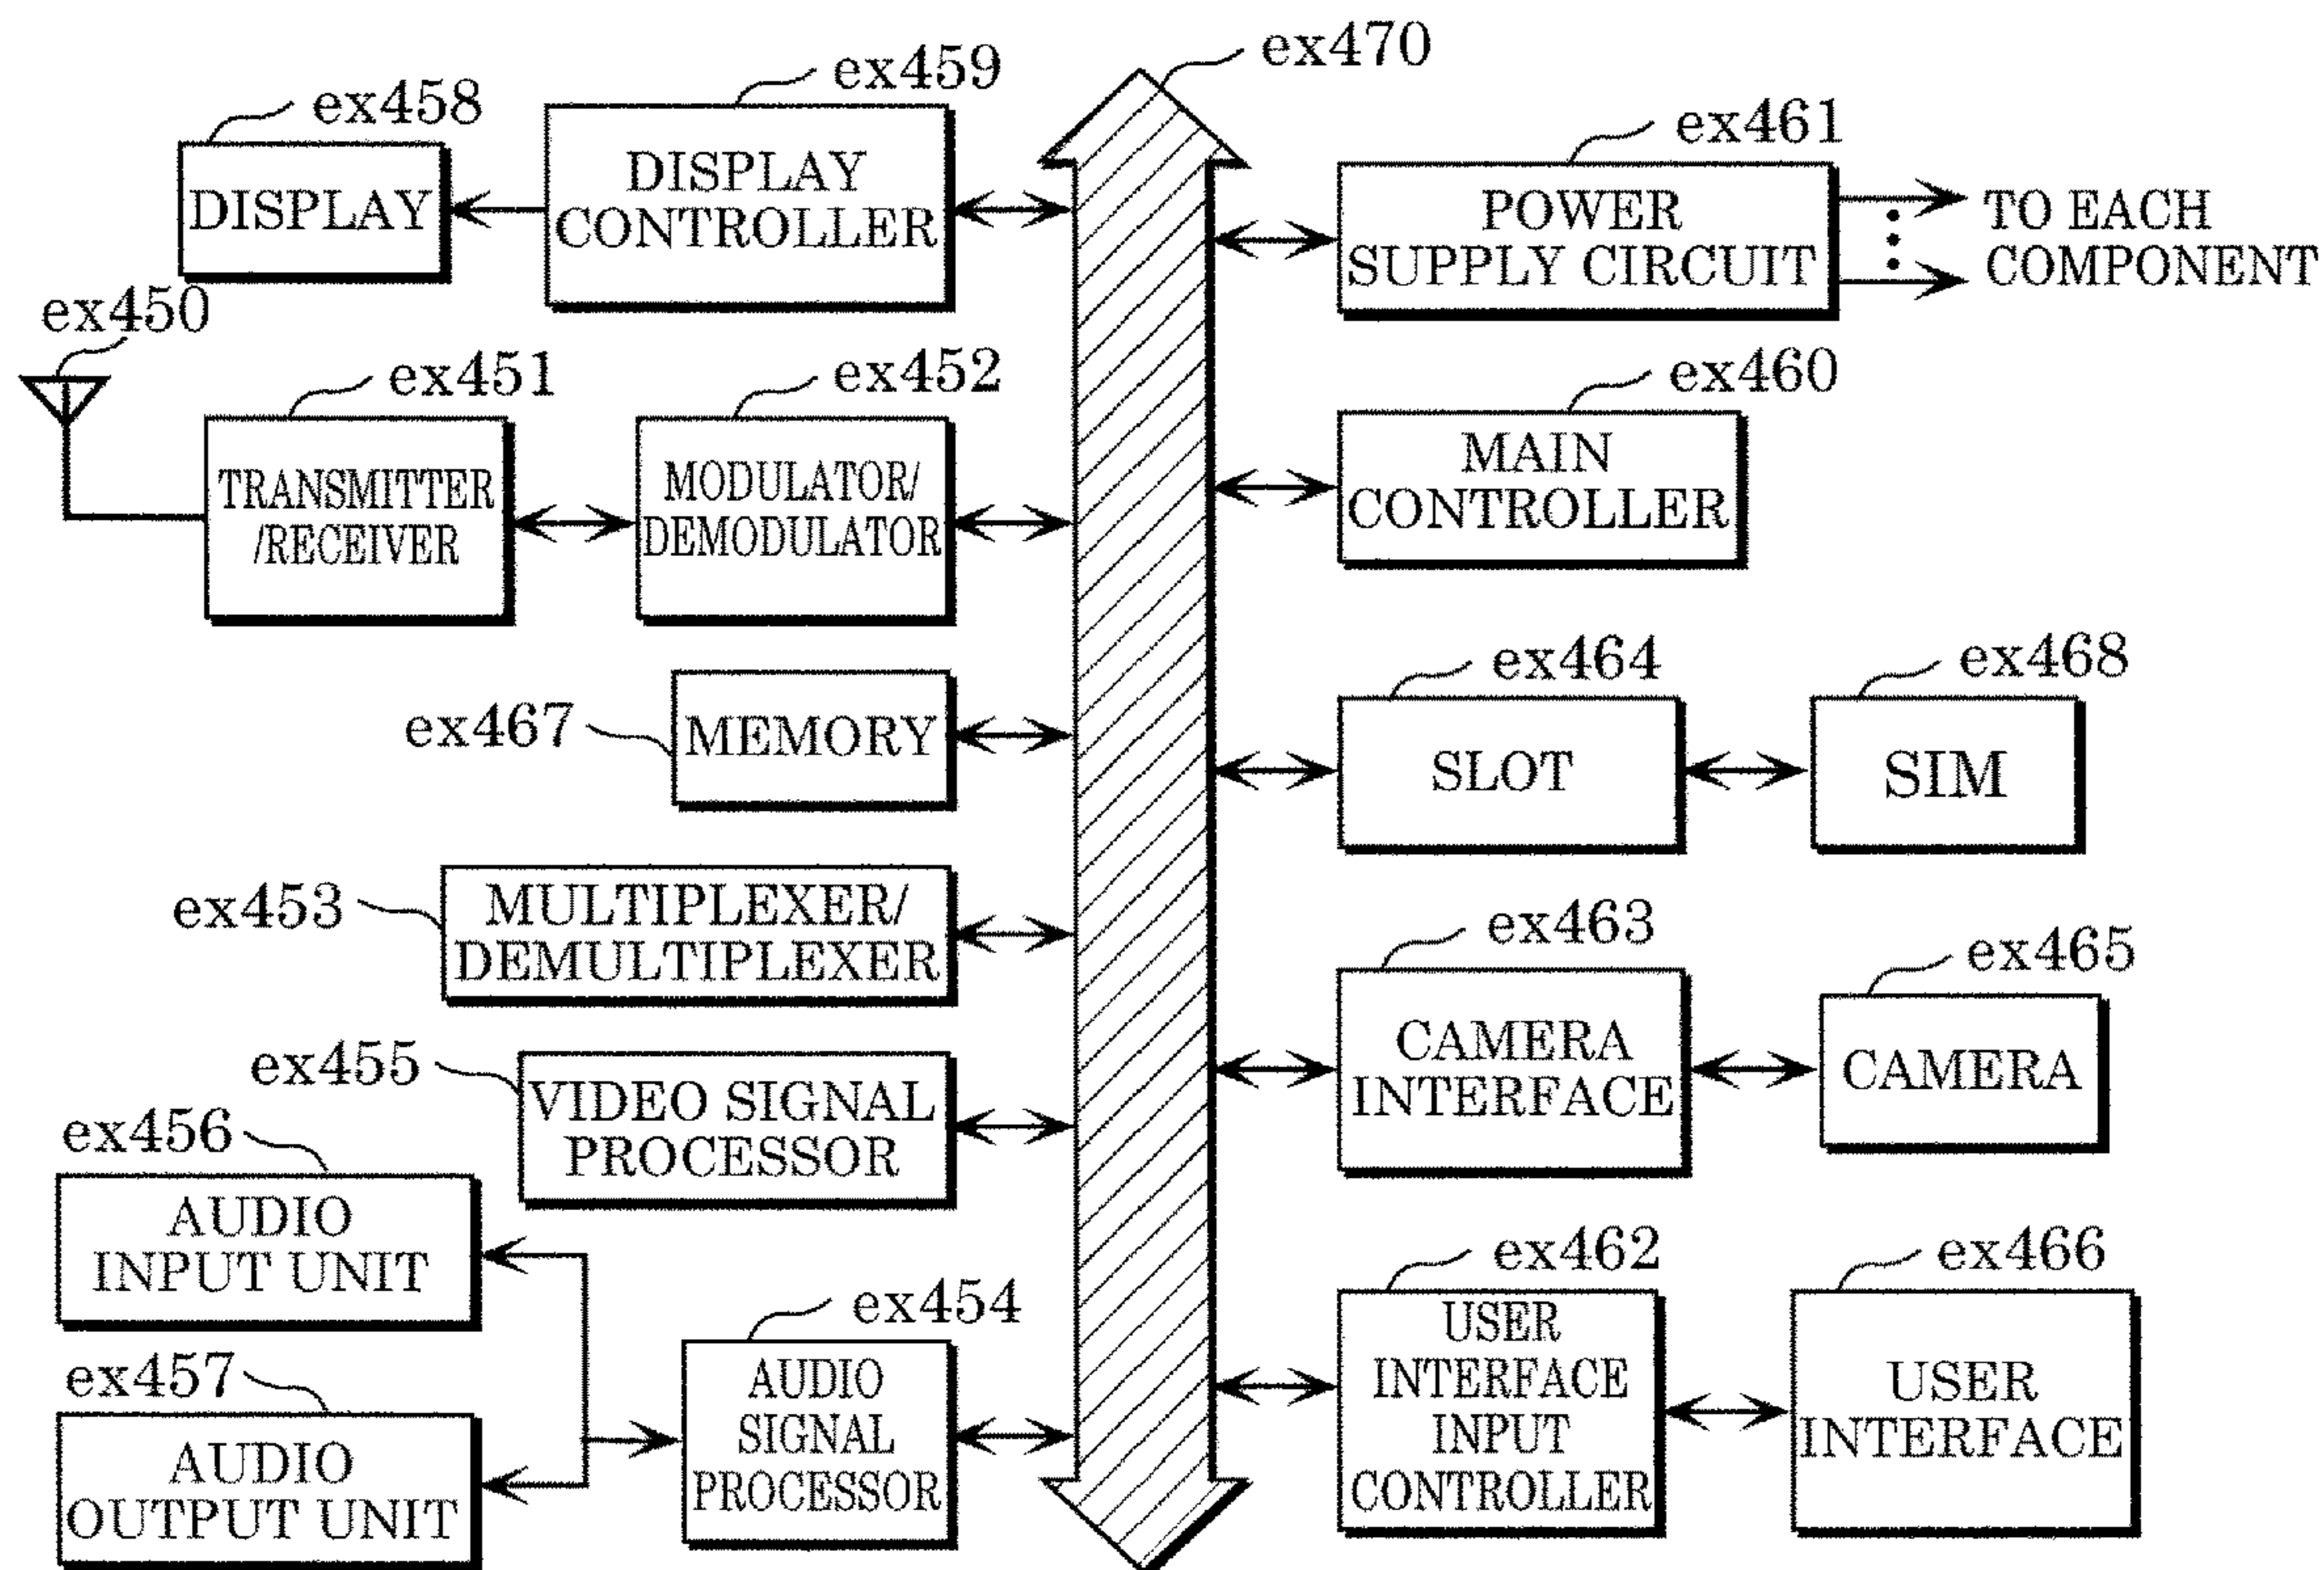 ex470
ex459
ex458
DISPLAY
DISPLAY
CONTROLLER
ex461
POWER
SUPPLY CIRCUIT
TO EACH
COMPONENT
ex450
ex451
TRANSMITTER
/RECEIVER
ex452
MODULATOR/
DEMODULATOR
ex460
MAIN
CONTROLLER
ex467
MEMORY
ex464
SLOT
ex468
SIM
ex453
MULTIPLEXER/
DEMULTIPLEXER
ex463
CAMERA
INTERFACE
ex465
CAMERA
ex455
VIDEO SIGNAL
PROCESSOR
ex456
AUDIO
INPUT UNIT
ex457
AUDIO
OUTPUT UNIT
ex454
AUDIO
SIGNAL
PROCESSOR
ex462
USER
INTERFACE
INPUT
CONTROLLER
ex466
USER
INTERFACE